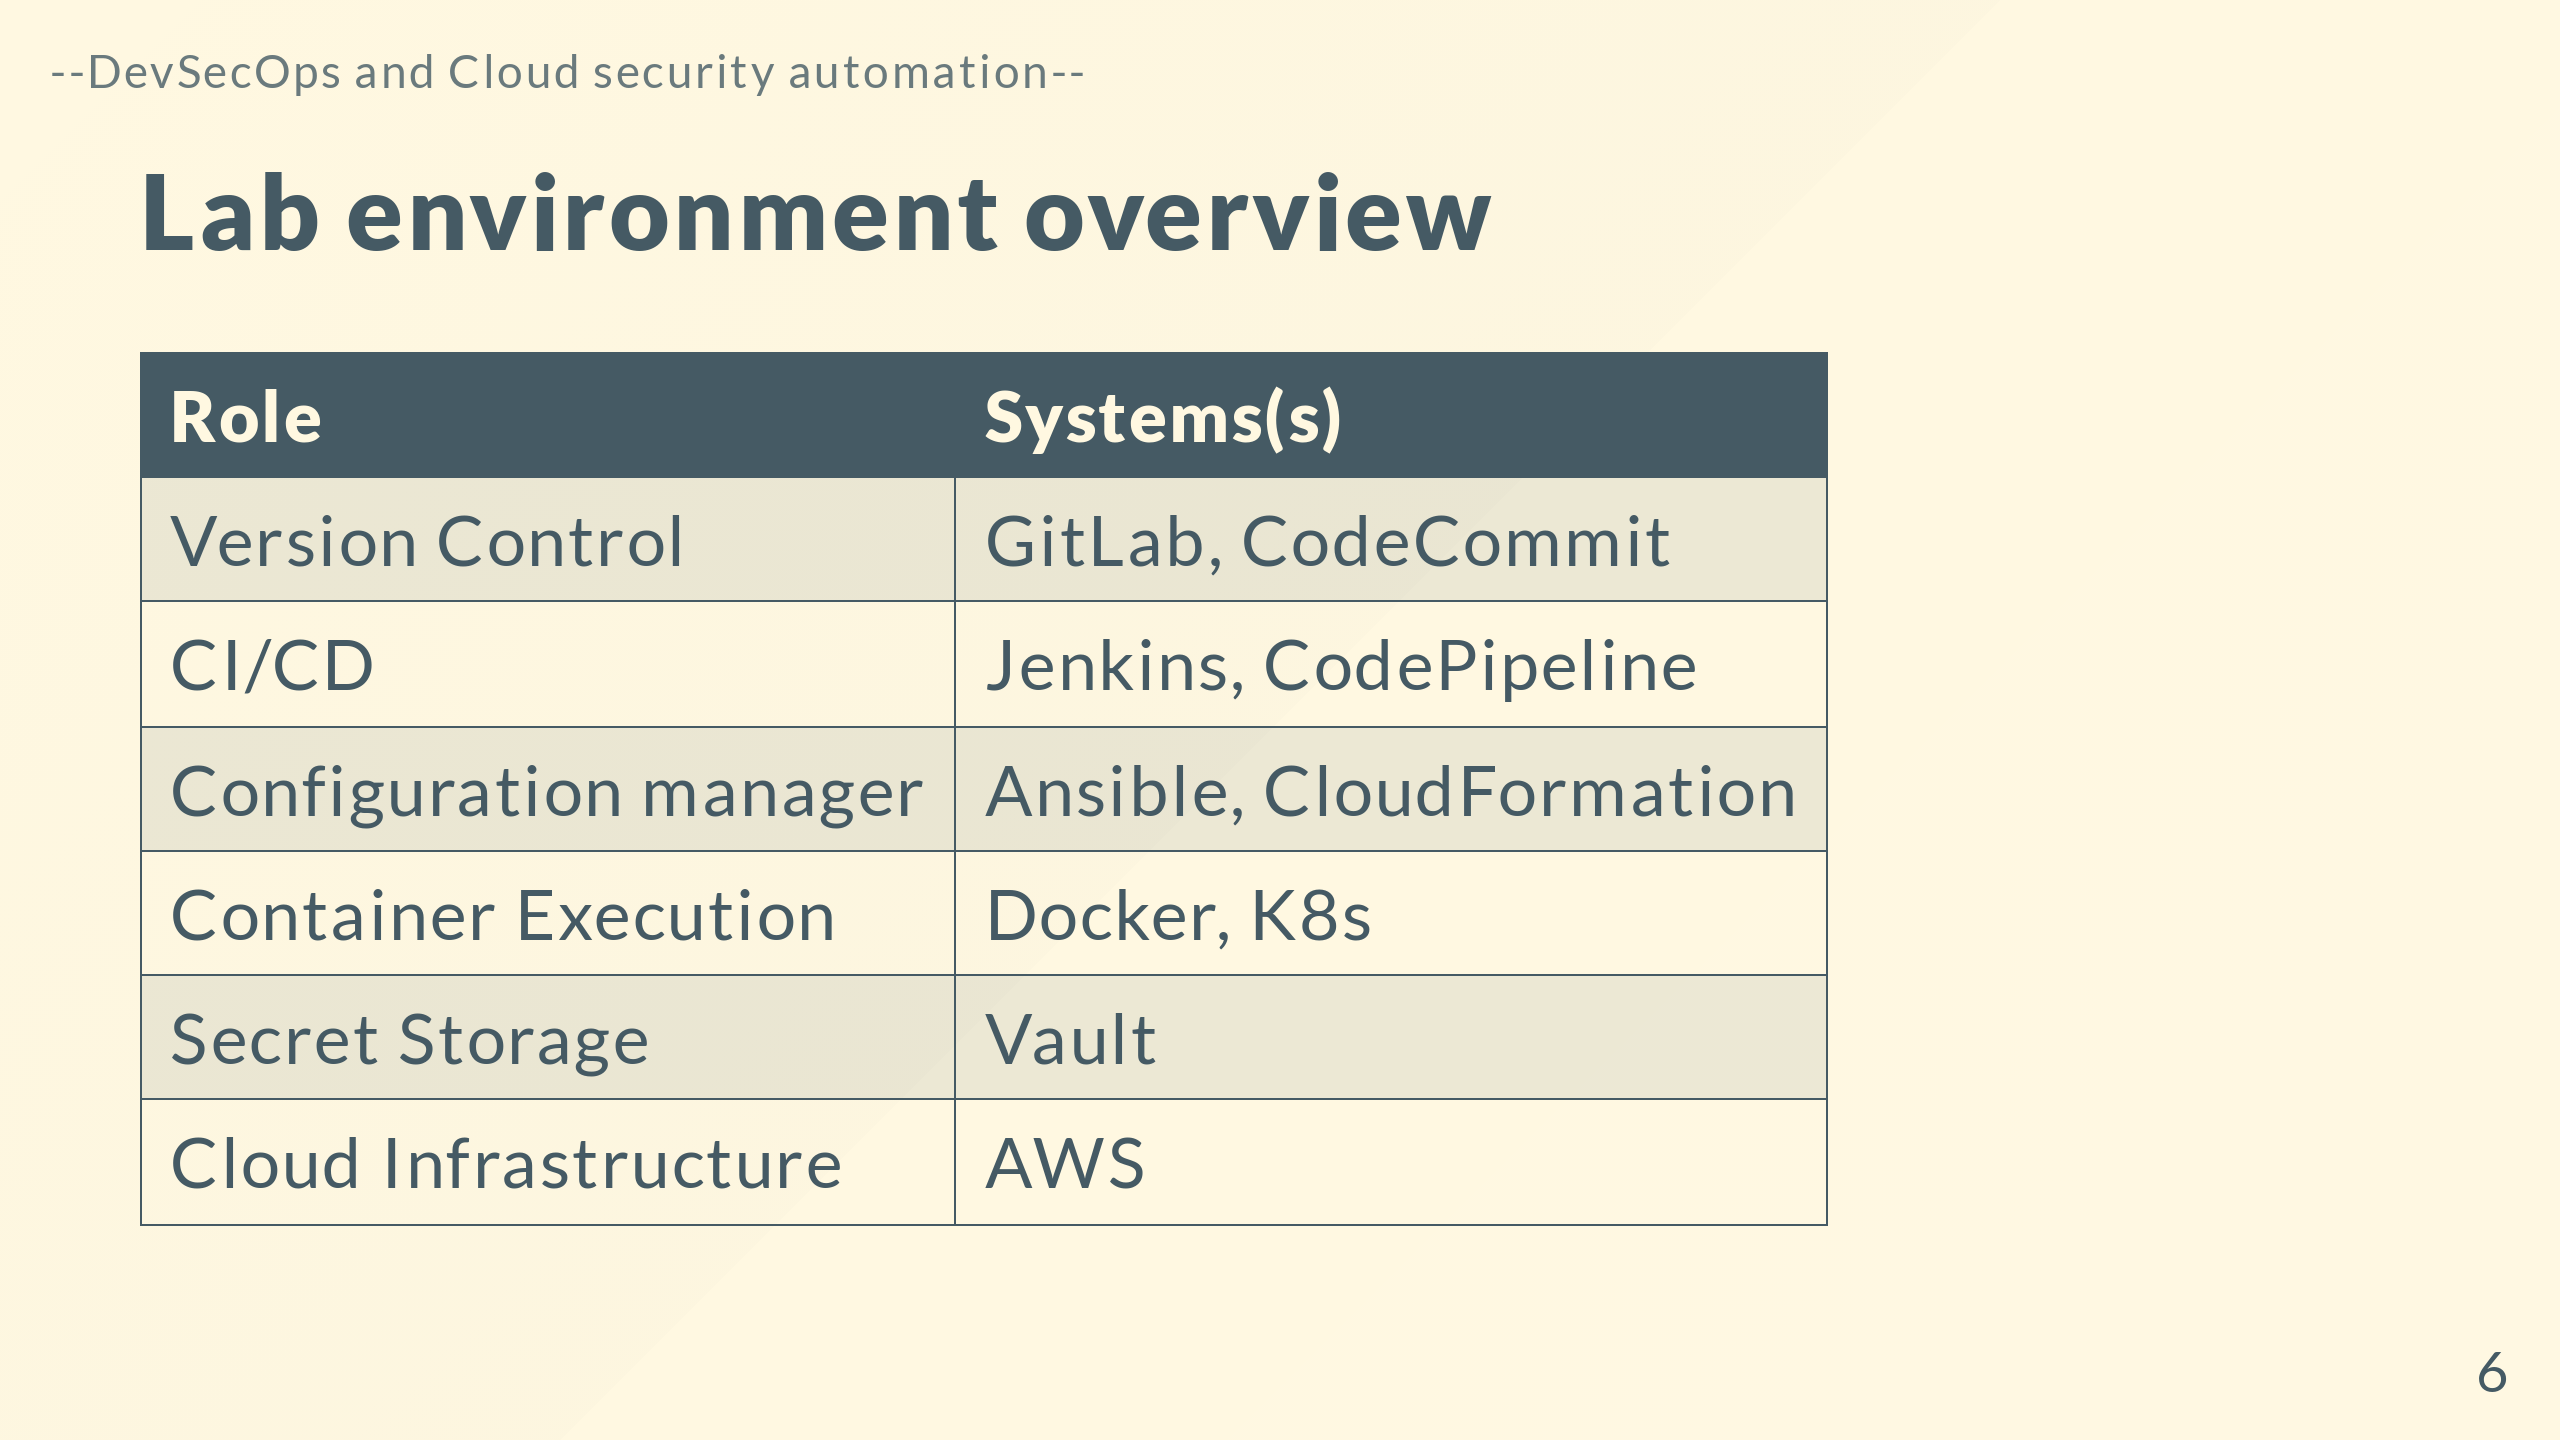 --DevSecOps and Cloud security automation--
Lab environment overview
Role Systems(s)
Version Control GitLab, CodeCommit
CI/CD Jenkins, CodePipeline
Configuration manager Ansible, CloudFormation
Container Execution Docker, K8s
Secret Storage Vault
Cloud Infrastructure AWS
6